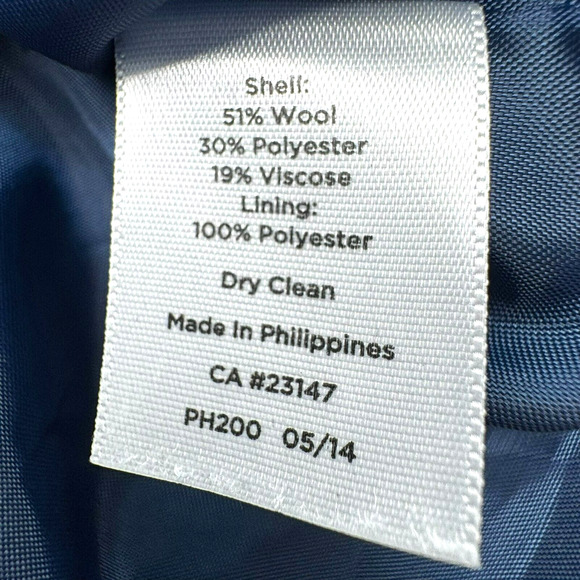 Shell:
51% Wool
30% Polyester
19% Viscose
Lining:
100% Polyester
Dry Clean
Made In Philippines
CA #23147
PH200 05/14